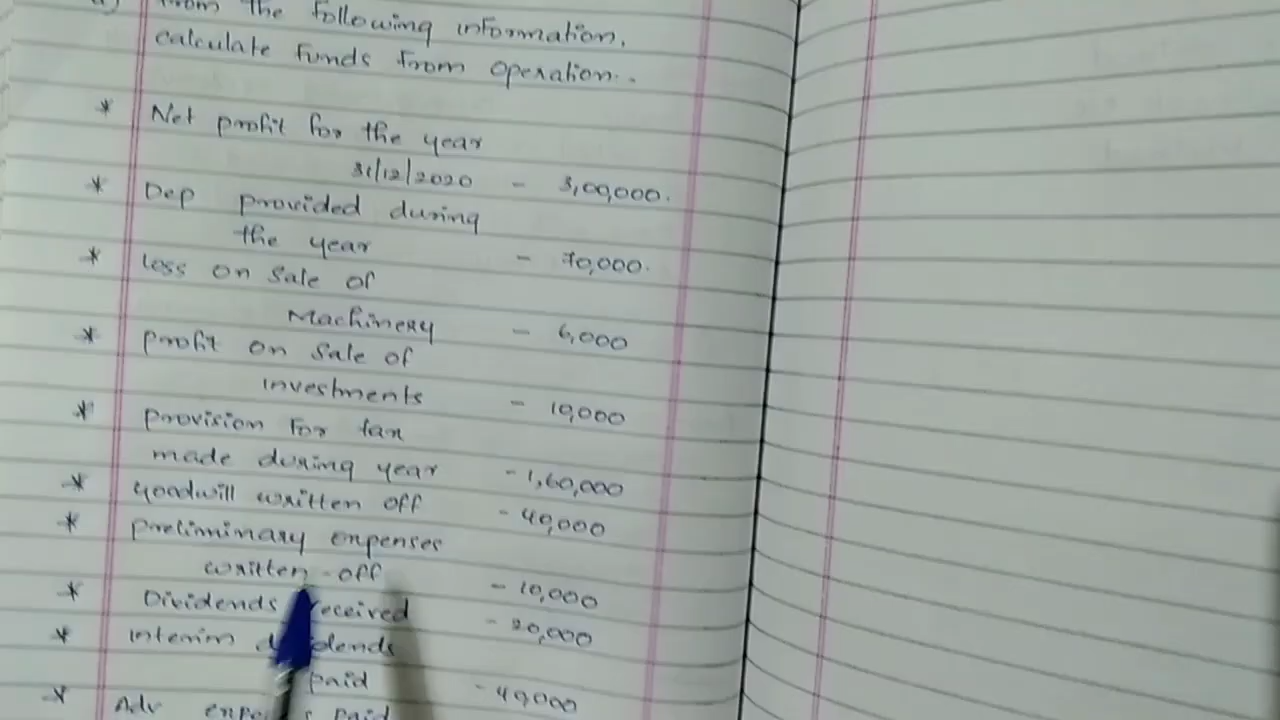 a) From the following information,
calculate funds from operation..
* Net profit for the year
31/12/2020 - 3,00,000.
* Dep provided during
the year - 70,000.
* Loss on Sale of
Machinery - 6,000
* Profit on Sale of
investments - 10,000
* Provision for tax
made during year - 1,60,000
* Goodwill written off - 40,000
* Preliminary expenses
written-off - 10,000
* Dividends received - 20,000
* Interim dividends
paid - 40,000
* Adv paid